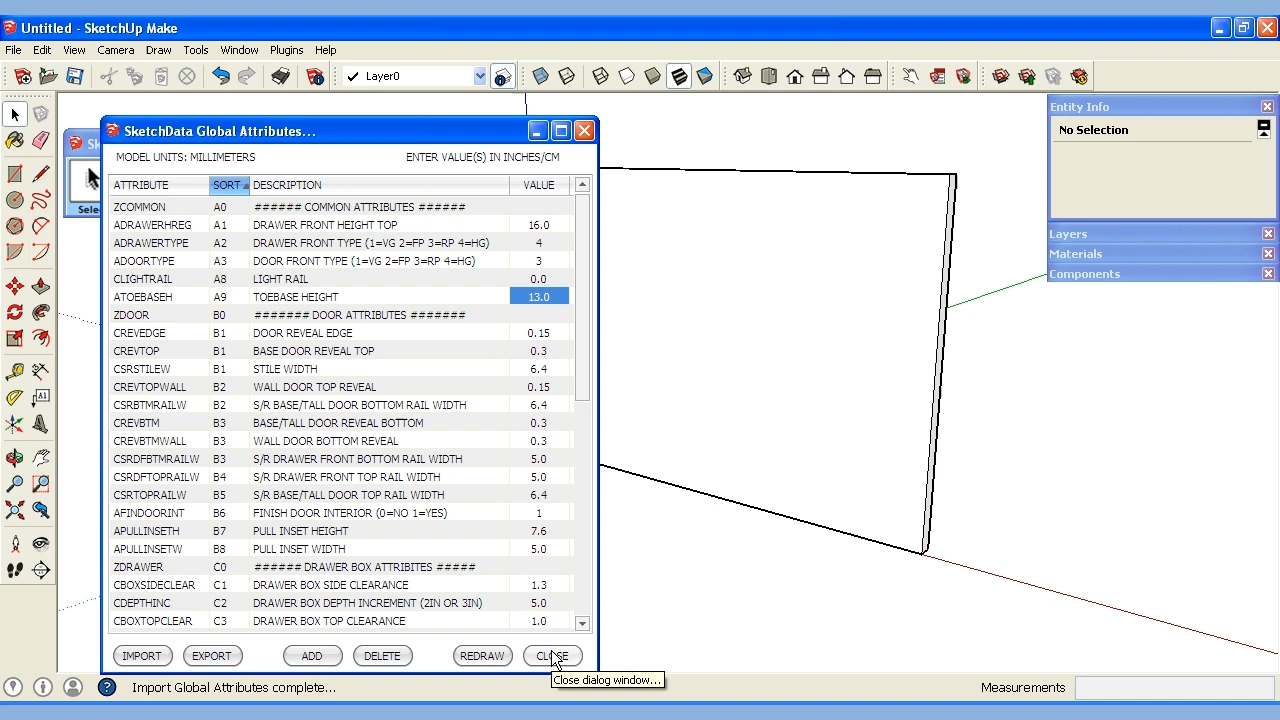 Untitled - SketchUp Make
File Edit View Camera Draw Tools Window Plugins Help
Layer0
Entity Info
No Selection
Layers
Materials
Components
Sele
SketchData Global Attributes...
MODEL UNITS: MILLIMETERS ENTER VALUE(S) IN INCHES/CM
ATTRIBUTE SORT DESCRIPTION VALUE
ZCOMMON A0 ###### COMMON ATTRIBUTES ######
ADRAWERHREG A1 DRAWER FRONT HEIGHT TOP 16.0
ADRAWERTYPE A2 DRAWER FRONT TYPE (1=VG 2=FP 3=RP 4=HG) 4
ADOORTYPE A3 DOOR FRONT TYPE (1=VG 2=FP 3=RP 4=HG) 3
CLIGHTRAIL A8 LIGHT RAIL 0.0
ATOEBASEH A9 TOEBASE HEIGHT 13.0
ZDOOR B0 ####### DOOR ATTRIBUTES #######
CREVEDGE B1 DOOR REVEAL EDGE 0.15
CREVTOP B1 BASE DOOR REVEAL TOP 0.3
CSRSTILEW B1 STILE WIDTH 6.4
CREVTOPWALL B2 WALL DOOR TOP REVEAL 0.15
CSRBTMRAILW B2 S/R BASE/TALL DOOR BOTTOM RAIL WIDTH 6.4
CREVBTM B3 BASE/TALL DOOR REVEAL BOTTOM 0.3
CREVBTMWALL B3 WALL DOOR BOTTOM REVEAL 0.3
CSRDFBTMRAILW B3 S/R DRAWER FRONT BOTTOM RAIL WIDTH 5.0
CSRDFTOPRAILW B4 S/R DRAWER FRONT TOP RAIL WIDTH 5.0
CSRTOPRAILW B5 S/R BASE/TALL DOOR TOP RAIL WIDTH 6.4
AFINDOORINT B6 FINISH DOOR INTERIOR (0=NO 1=YES) 1
APULLINSETH B7 PULL INSET HEIGHT 7.6
APULLINSETW B8 PULL INSET WIDTH 5.0
ZDRAWER C0 ###### DRAWER BOX ATTRIBITES #####
CBOXSIDECLEAR C1 DRAWER BOX SIDE CLEARANCE 1.3
CDEPTHINC C2 DRAWER BOX DEPTH INCREMENT (2IN OR 3IN) 5.0
CBOXTOPCLEAR C3 DRAWER BOX TOP CLEARANCE 1.0
IMPORT EXPORT ADD DELETE REDRAW CLOSE
Close dialog window...
Import Global Attributes complete...
Measurements